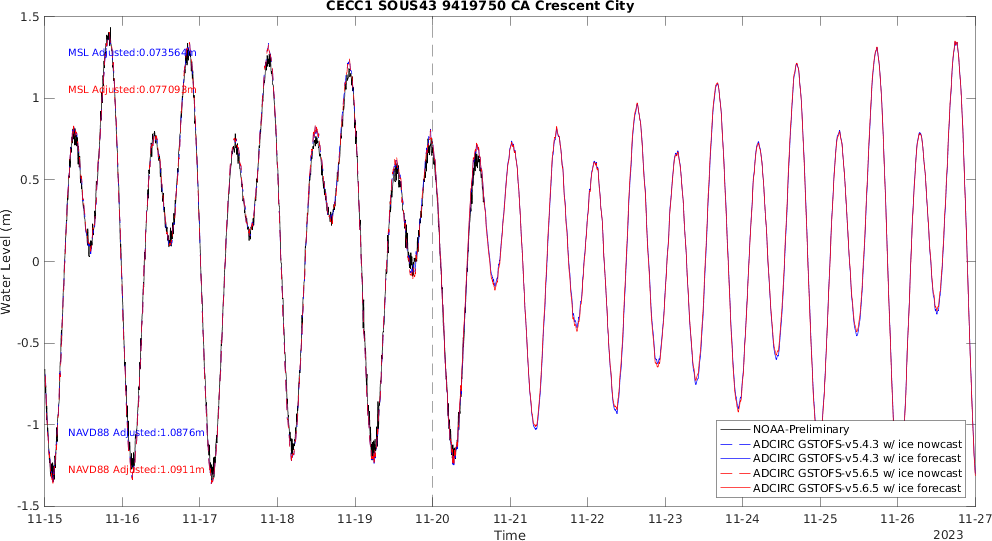 CECC1 SOUS43 9419750 CA Crescent City
1.5
1
0.5
0
-0.5
-1
-1.5
Water Level (m)
MSL Adjusted:0.073564m
MSL Adjusted:0.077093m
NAVD88 Adjusted:1.0876m
NAVD88 Adjusted:1.0911m
NOAA-Preliminary
ADCIRC GSTOFS-v5.4.3 w/ ice nowcast
ADCIRC GSTOFS-v5.4.3 w/ ice forecast
ADCIRC GSTOFS-v5.6.5 w/ ice nowcast
ADCIRC GSTOFS-v5.6.5 w/ ice forecast
11-15 11-16 11-17 11-18 11-19 11-20 11-21 11-22 11-23 11-24 11-25 11-26 11-27
Time
2023